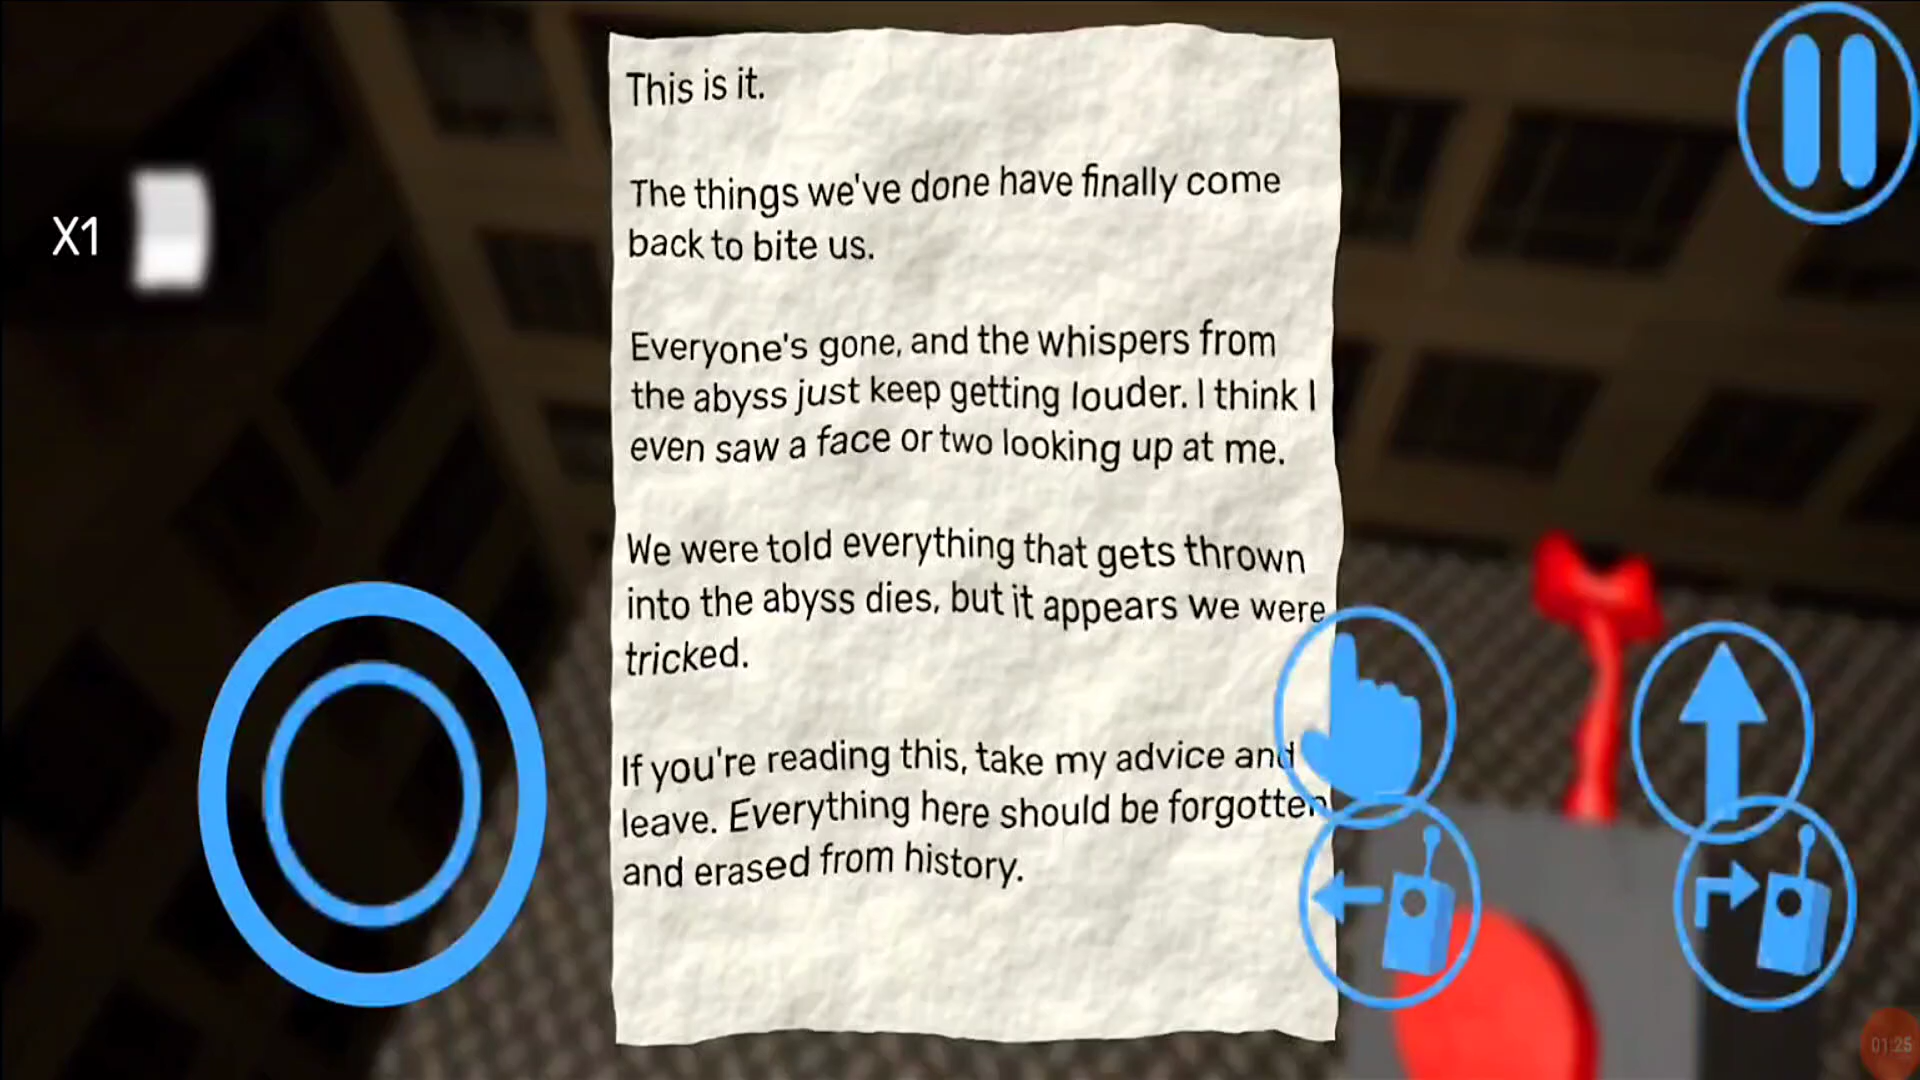 This is it.
The things we've done have finally come
back to bite us.
X1
Everyone's gone, and the whispers from
the abyss just keep getting louder. I think I
even saw a face or two looking up at me.
We were told everything that gets thrown
into the abyss dies, but it appears we were
tricked.
If you're reading this, take my advice and
leave. Everything here should be forgotten
and erased from history.
01:25